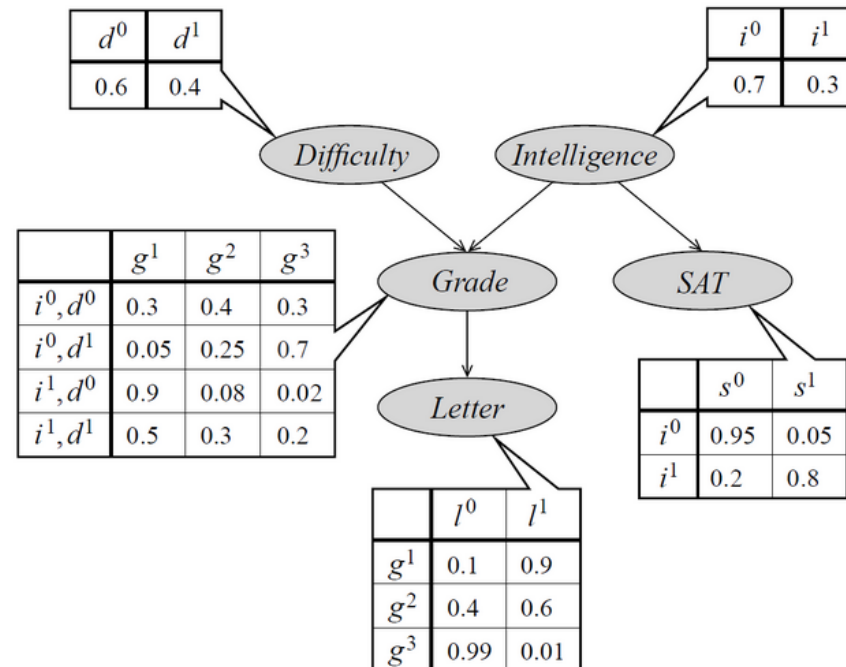 d⁰ d¹
0.6 0.4
i⁰ i¹
0.7 0.3
Difficulty
Intelligence
g¹ g² g³
i⁰,d⁰ 0.3 0.4 0.3
i⁰,d¹ 0.05 0.25 0.7
i¹,d⁰ 0.9 0.08 0.02
i¹,d¹ 0.5 0.3 0.2
Grade
SAT
Letter
s⁰ s¹
i⁰ 0.95 0.05
i¹ 0.2 0.8
l⁰ l¹
g¹ 0.1 0.9
g² 0.4 0.6
g³ 0.99 0.01